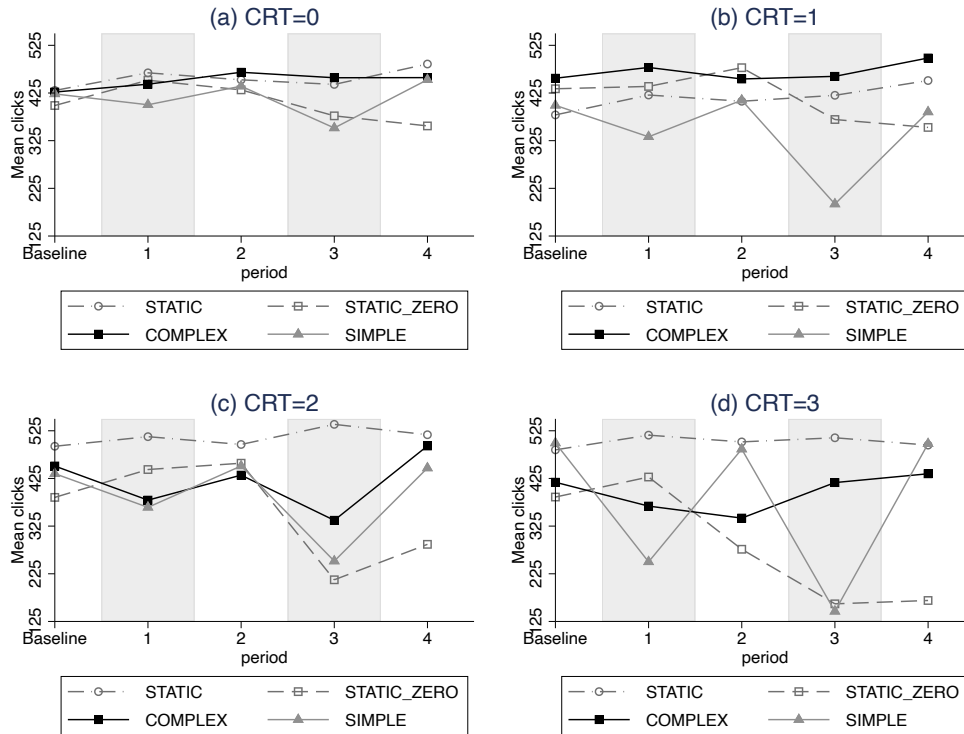 (a) CRT=0
Mean clicks
125 225 325 425 525
Baseline 1 2 3 4
period
STATIC STATIC_ZERO
COMPLEX SIMPLE
(b) CRT=1
Mean clicks
125 225 325 425 525
Baseline 1 2 3 4
period
STATIC STATIC_ZERO
COMPLEX SIMPLE
(c) CRT=2
Mean clicks
125 225 325 425 525
Baseline 1 2 3 4
period
STATIC STATIC_ZERO
COMPLEX SIMPLE
(d) CRT=3
Mean clicks
125 225 325 425 525
Baseline 1 2 3 4
period
STATIC STATIC_ZERO
COMPLEX SIMPLE